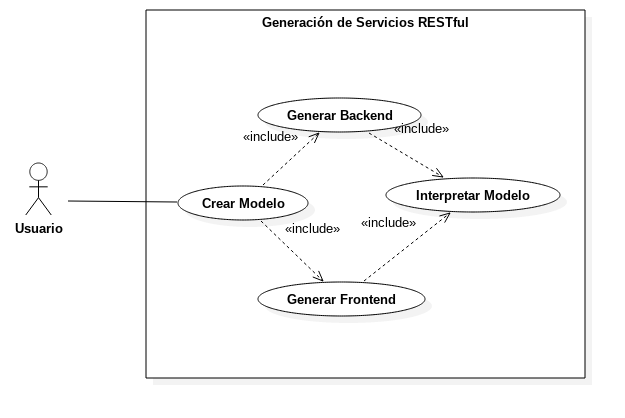 Generación de Servicios RESTful
Generar Backend
«include»
«include»
Interpretar Modelo
Crear Modelo
Usuario
«include»
«include»
Generar Frontend